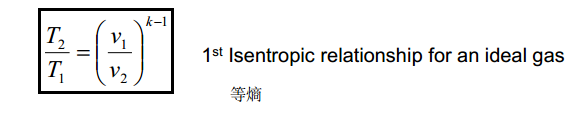 T₂/T₁ = (v₁/v₂)^(k−1)
1st Isentropic relationship for an ideal gas
等熵